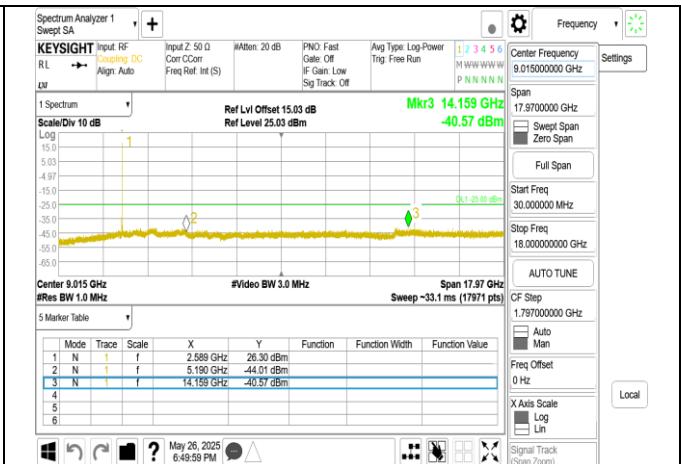 Spectrum Analyzer 1
Swept SA
+
Frequency
KEYSIGHT
RL
Input: RF
Coupling: DC
Align: Auto
Input Z: 50 Ω
Corr CCorr
Freq Ref: Int (S)
#Atten: 20 dB
PNO: Fast
Gate: Off
IF Gain: Low
Sig Track: Off
Avg Type: Log-Power
Trig: Free Run
1 2 3 4 5 6
M W W W W W
P N N N N N
1 Spectrum
Scale/Div 10 dB
Ref Lvl Offset 15.03 dB
Ref Level 25.03 dBm
Mkr3 14.159 GHz
-40.57 dBm
Log
15.0
5.03
-4.97
-15.0
-25.0
-35.0
-45.0
-55.0
-65.0
1
2
3
DL1 -25.00 dBm
Center 9.015 GHz
#Res BW 1.0 MHz
#Video BW 3.0 MHz
Span 17.97 GHz
Sweep ~33.1 ms (17971 pts)
5 Marker Table
Mode Trace Scale X Y Function Function Width Function Value
1 N 1 f 2.589 GHz 26.30 dBm
2 N 1 f 5.190 GHz -44.01 dBm
3 N 1 f 14.159 GHz -40.57 dBm
4
5
6
?
May 26, 2025
6:49:59 PM
Center Frequency
9.015000000 GHz
Settings
Span
17.9700000 GHz
Swept Span
Zero Span
Full Span
Start Freq
30.000000 MHz
Stop Freq
18.000000000 GHz
AUTO TUNE
CF Step
1.797000000 GHz
Auto
Man
Freq Offset
0 Hz
Local
X Axis Scale
Log
Lin
Signal Track
(Span Zoom)